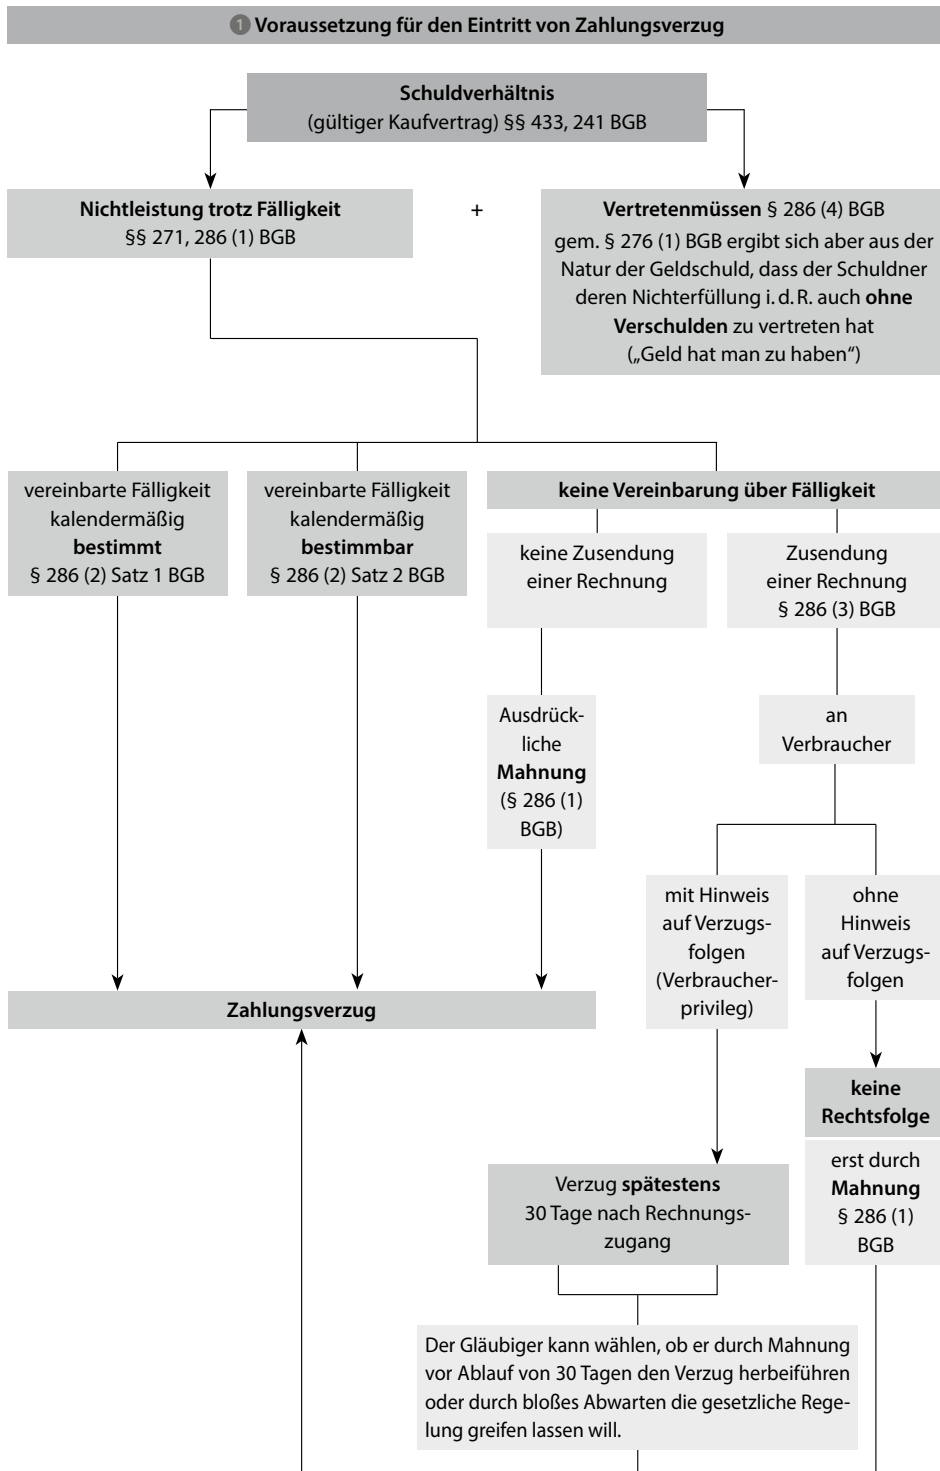 1 Voraussetzung für den Eintritt von Zahlungsverzug
Schuldverhältnis
(gültiger Kaufvertrag) §§ 433, 241 BGB
Nichtleistung trotz Fälligkeit
§§ 271, 286 (1) BGB
+
Vertretenmüssen § 286 (4) BGB
gem. § 276 (1) BGB ergibt sich aber aus der
Natur der Geldschuld, dass der Schuldner
deren Nichterfüllung i. d. R. auch ohne
Verschulden zu vertreten hat
(„Geld hat man zu haben“)
vereinbarte Fälligkeit
kalendermäßig
bestimmt
§ 286 (2) Satz 1 BGB
vereinbarte Fälligkeit
kalendermäßig
bestimmbar
§ 286 (2) Satz 2 BGB
keine Vereinbarung über Fälligkeit
keine Zusendung
einer Rechnung
Zusendung
einer Rechnung
§ 286 (3) BGB
Ausdrück-
liche
Mahnung
(§ 286 (1)
BGB)
an
Verbraucher
mit Hinweis
auf Verzugs-
folgen
(Verbraucher-
privileg)
ohne
Hinweis
auf Verzugs-
folgen
Zahlungsverzug
keine
Rechtsfolge
erst durch
Mahnung
§ 286 (1)
BGB
Verzug spätestens
30 Tage nach Rechnungs-
zugang
Der Gläubiger kann wählen, ob er durch Mahnung
vor Ablauf von 30 Tagen den Verzug herbeiführen
oder durch bloßes Abwarten die gesetzliche Rege-
lung greifen lassen will.